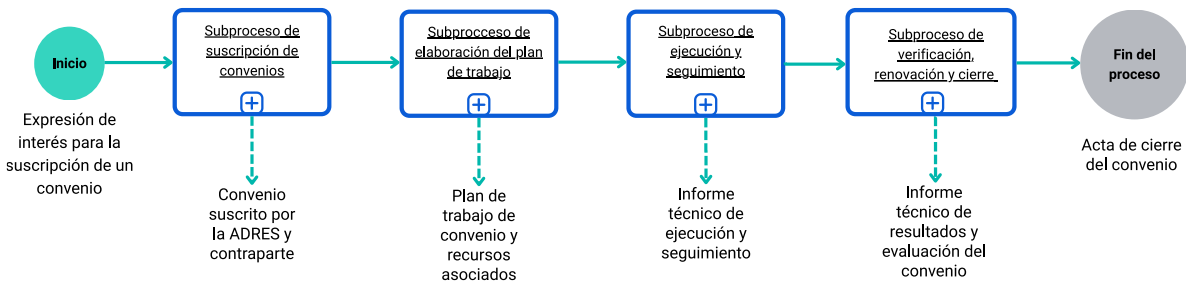 Inicio
Expresión de
interés para la
suscripción de un
convenio
Subproceso de
suscripción de
convenios
Convenio
suscrito por
la ADRES y
contraparte
Subprocceso de
elaboración del plan
de trabajo
Plan de
trabajo de
convenio y
recursos
asociados
Subproceso de
ejecución y
seguimiento
Informe
técnico de
ejecución y
seguimiento
Subproceso de
verificación,
renovación y cierre
Informe
técnico de
resultados y
evaluación del
convenio
Fin del
proceso
Acta de cierre
del convenio